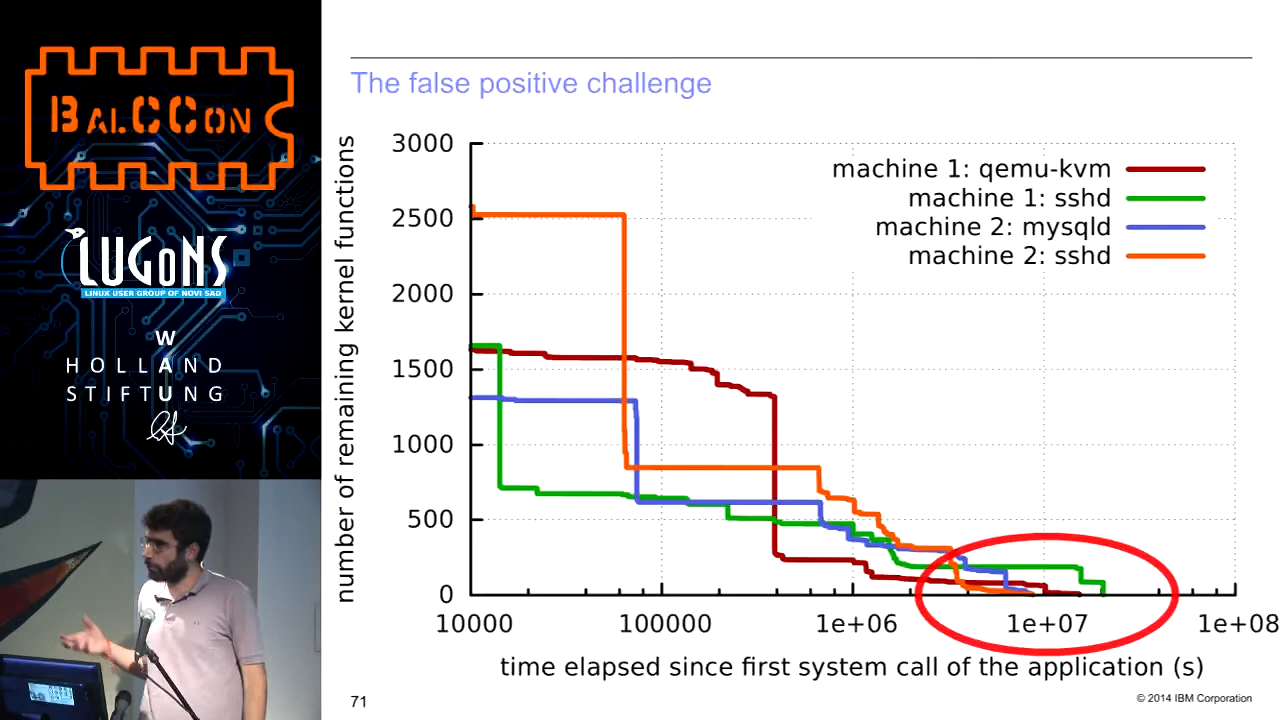 BALCCON
LUGONS
LINUX USER GROUP OF NOVI SAD
W
HOLLAND
STIFTUNG
The false positive challenge
number of remaining kernel functions
3000
2500
2000
1500
1000
500
0
machine 1: qemu-kvm
machine 1: sshd
machine 2: mysqld
machine 2: sshd
10000 100000 1e+06 1e+07 1e+08
time elapsed since first system call of the application (s)
71
© 2014 IBM Corporation